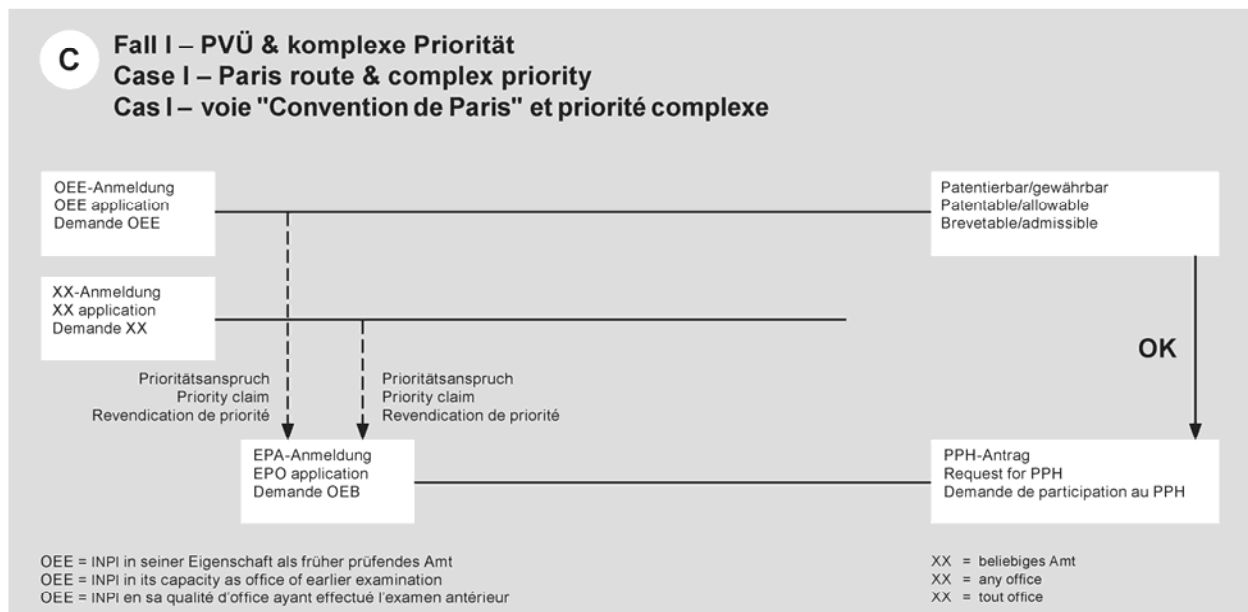 C
Fall I – PVÜ & komplexe Priorität
Case I – Paris route & complex priority
Cas I – voie "Convention de Paris" et priorité complexe
OEE-Anmeldung
OEE application
Demande OEE
Patentierbar/gewährbar
Patentable/allowable
Brevetable/admissible
XX-Anmeldung
XX application
Demande XX
OK
Prioritätsanspruch
Priority claim
Revendication de priorité
Prioritätsanspruch
Priority claim
Revendication de priorité
EPA-Anmeldung
EPO application
Demande OEB
PPH-Antrag
Request for PPH
Demande de participation au PPH
OEE = INPI in seiner Eigenschaft als früher prüfendes Amt
OEE = INPI in its capacity as office of earlier examination
OEE = INPI en sa qualité d'office ayant effectué l'examen antérieur
XX = beliebiges Amt
XX = any office
XX = tout office